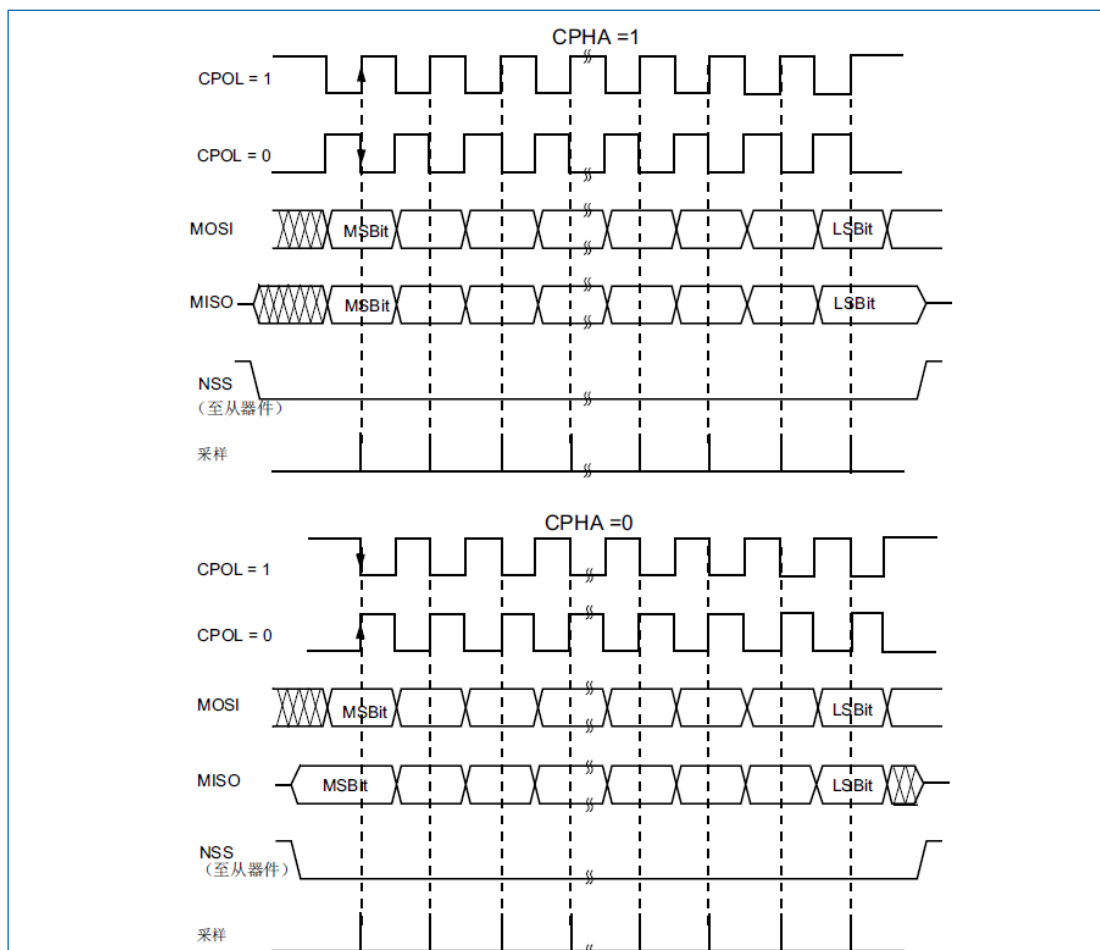 CPHA =1
CPOL = 1
CPOL = 0
MOSI
MSBit
LSBit
MISO
MSBit
LSBit
NSS
（至从器件）
采样
CPHA =0
CPOL = 1
CPOL = 0
MOSI
MSBit
LSBit
MISO
MSBit
LSBit
NSS
（至从器件）
采样